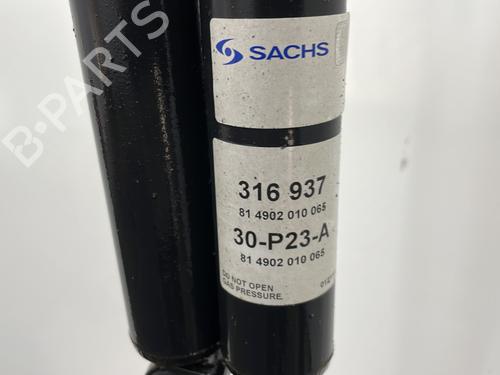 B-PARTS
SACHS
316 937
81 4902 010 065
30-P23-A
81 4902 010 065
DO NOT OPEN
GAS PRESSURE